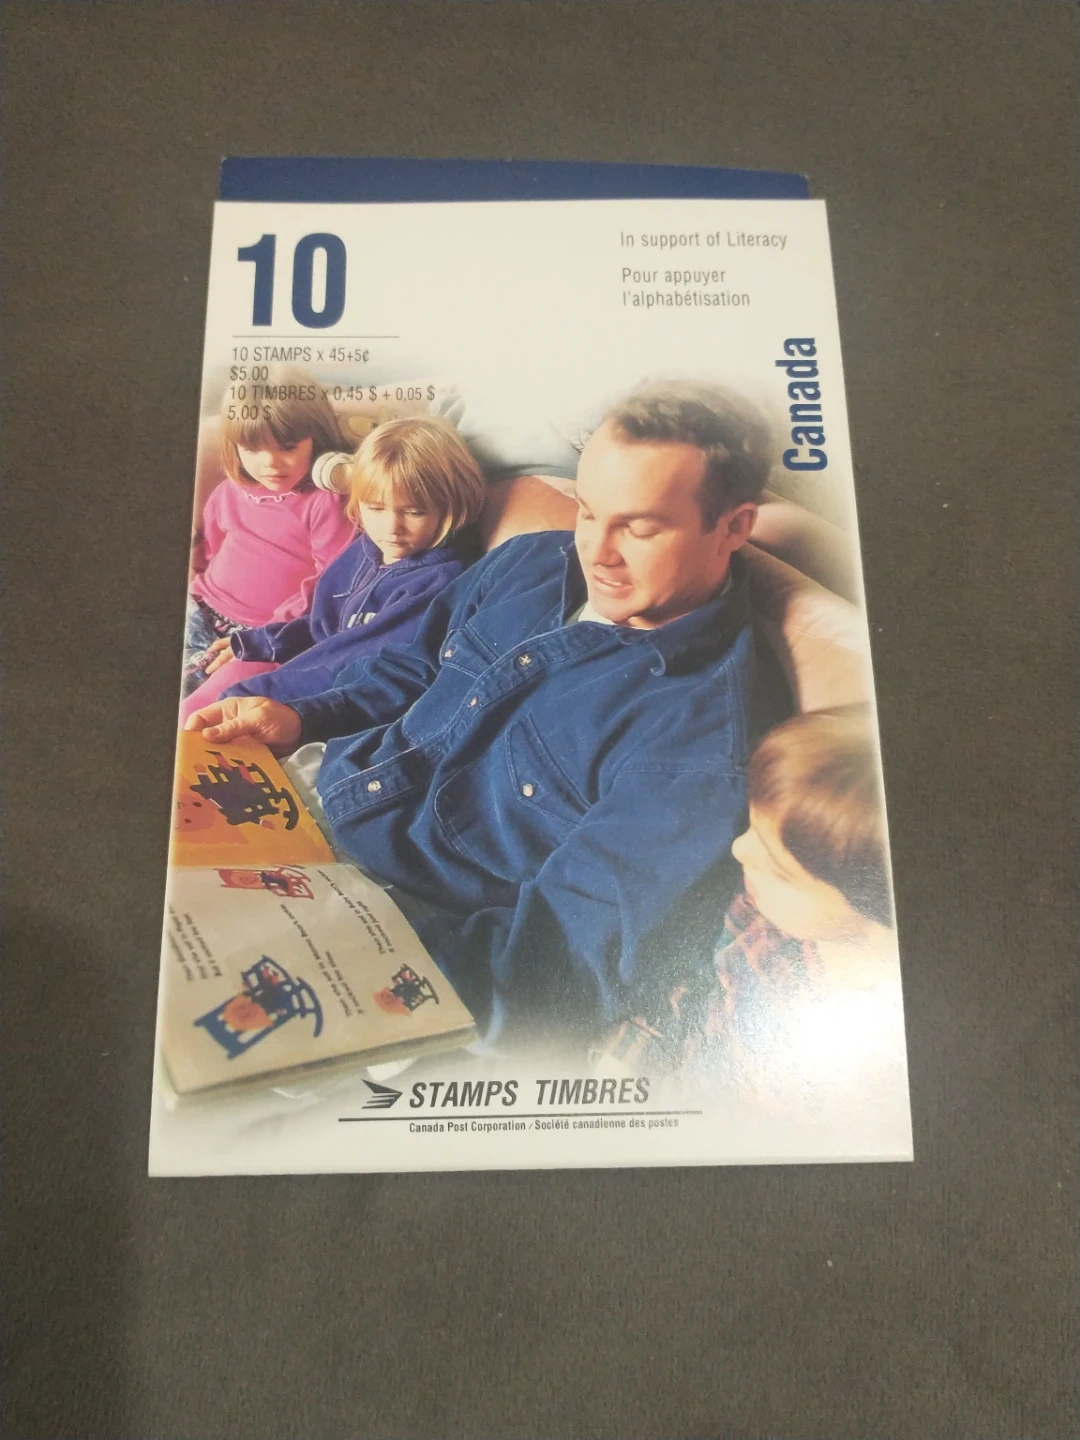 10
10 STAMPS x 45+5¢
$5.00
10 TIMBRES x 0,45 $ + 0,05 $
5,00 $
In support of Literacy
Pour appuyer
l'alphabétisation
Canada
STAMPS TIMBRES
Canada Post Corporation / Société canadienne des postes